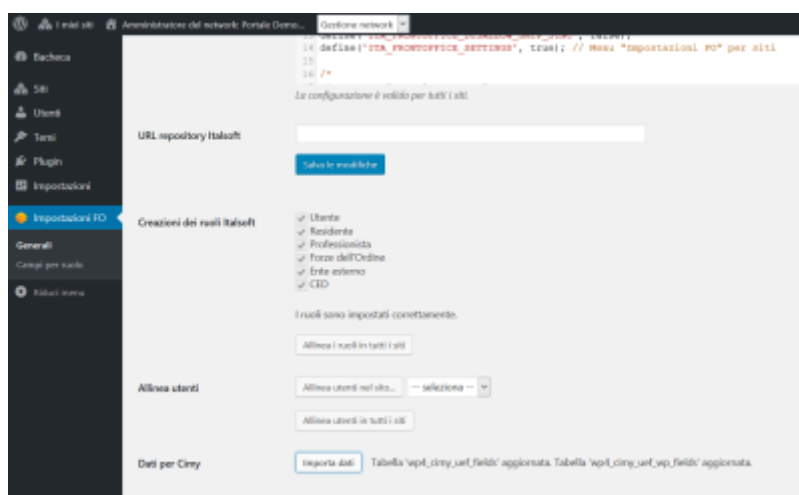 I miei siti Amministratore del network: Portale Demo... Gestione network
Bacheca
Siti
Utenti
Temi
Plugin
Impostazioni
Impostazioni FO
Generali
Campi per ruolo
Riduci menu
14 define('ITA_FRONTOFFICE_SETTINGS', true); // Menu "Impostazioni FO" per siti
15
16 /*
La configurazione è valida per tutti i siti.
URL repository Italsoft
Salva le modifiche
Creazioni dei ruoli Italsoft
Utente
Residente
Professionista
Forze dell'Ordine
Ente esterno
CED
I ruoli sono impostati correttamente.
Allinea i ruoli in tutti i siti
Allinea utenti
Allinea utenti nel sito... -- seleziona --
Allinea utenti in tutti i siti
Dati per Cimy
Importa dati Tabella 'wp4_cimy_uef_fields' aggiornata. Tabella 'wp4_cimy_uef_wp_fields' aggiornata.